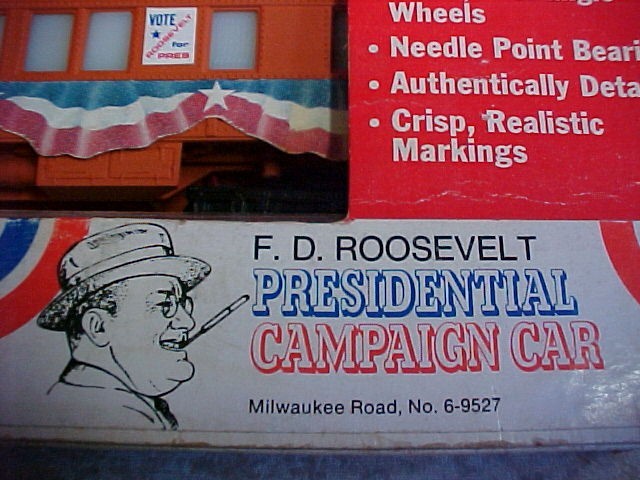 VOTE
for
ROOSEVELT
PRES
Wheels
• Needle Point Beari
• Authentically Deta
• Crisp, Realistic
Markings
F. D. ROOSEVELT
PRESIDENTIAL
CAMPAIGN CAR
Milwaukee Road, No. 6-9527